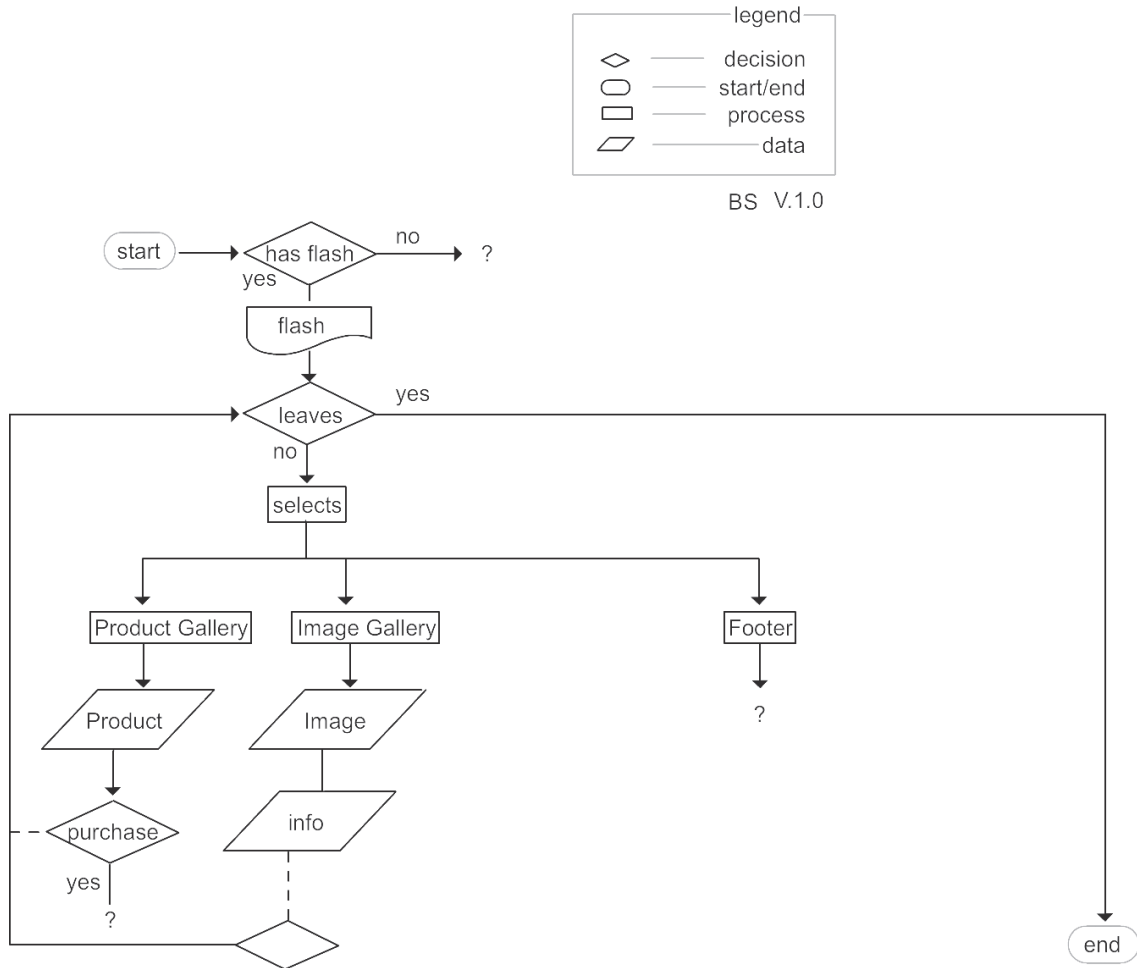 legend
decision
start/end
process
data
BS V.1.0
start
has flash
no
?
yes
flash
leaves
yes
no
selects
Product Gallery
Image Gallery
Footer
Product
Image
?
purchase
info
yes
?
end